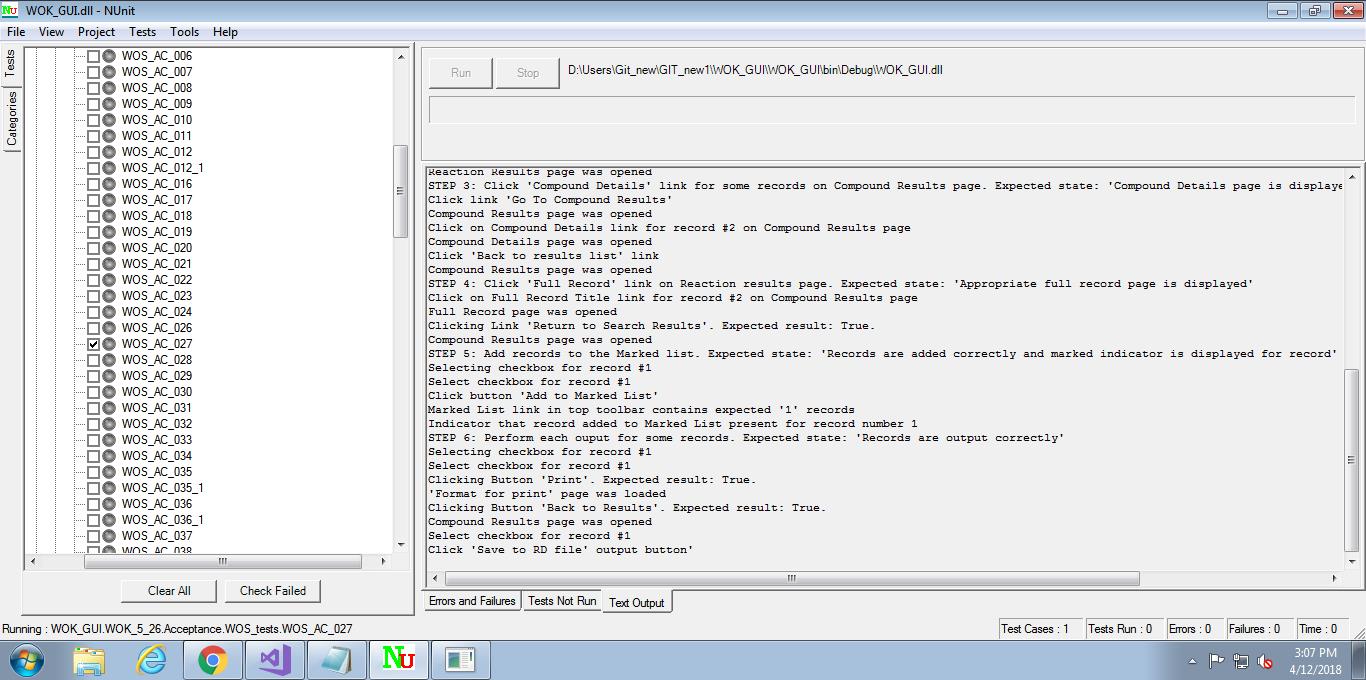 WOK_GUI.dll - NUnit
File View Project Tests Tools Help
Tests
Categories
WOS_AC_006
WOS_AC_007
WOS_AC_008
WOS_AC_009
WOS_AC_010
WOS_AC_011
WOS_AC_012
WOS_AC_012_1
WOS_AC_016
WOS_AC_017
WOS_AC_018
WOS_AC_019
WOS_AC_020
WOS_AC_021
WOS_AC_022
WOS_AC_023
WOS_AC_024
WOS_AC_026
WOS_AC_027
WOS_AC_028
WOS_AC_029
WOS_AC_030
WOS_AC_031
WOS_AC_032
WOS_AC_033
WOS_AC_034
WOS_AC_035
WOS_AC_035_1
WOS_AC_036
WOS_AC_036_1
WOS_AC_037
WOS_AC_038
Clear All Check Failed
Run Stop D:\Users\Git_new\GIT_new1\WOK_GUI\WOK_GUI\bin\Debug\WOK_GUI.dll
Reaction Results page was opened
STEP 3: Click 'Compound Details' link for some records on Compound Results page. Expected state: 'Compound Details page is displaye
Click link 'Go To Compound Results'
Compound Results page was opened
Click on Compound Details link for record #2 on Compound Results page
Compound Details page was opened
Click 'Back to results list' link
Compound Results page was opened
STEP 4: Click 'Full Record' link on Reaction results page. Expected state: 'Appropriate full record page is displayed'
Click on Full Record Title link for record #2 on Compound Results page
Full Record page was opened
Clicking Link 'Return to Search Results'. Expected result: True.
Compound Results page was opened
STEP 5: Add records to the Marked list. Expected state: 'Records are added correctly and marked indicator is displayed for record'
Selecting checkbox for record #1
Select checkbox for record #1
Click button 'Add to Marked List'
Marked List link in top toolbar contains expected '1' records
Indicator that record added to Marked List present for record number 1
STEP 6: Perform each ouput for some records. Expected state: 'Records are output correctly'
Selecting checkbox for record #1
Select checkbox for record #1
Clicking Button 'Print'. Expected result: True.
'Format for print' page was loaded
Clicking Button 'Back to Results'. Expected result: True.
Compound Results page was opened
Select checkbox for record #1
Click 'Save to RD file' output button'
Errors and Failures Tests Not Run Text Output
Running : WOK_GUI.WOK_5_26.Acceptance.WOS_tests.WOS_AC_027 Test Cases : 1 Tests Run : 0 Errors : 0 Failures : 0 Time : 0
NU
3:07 PM
4/12/2018